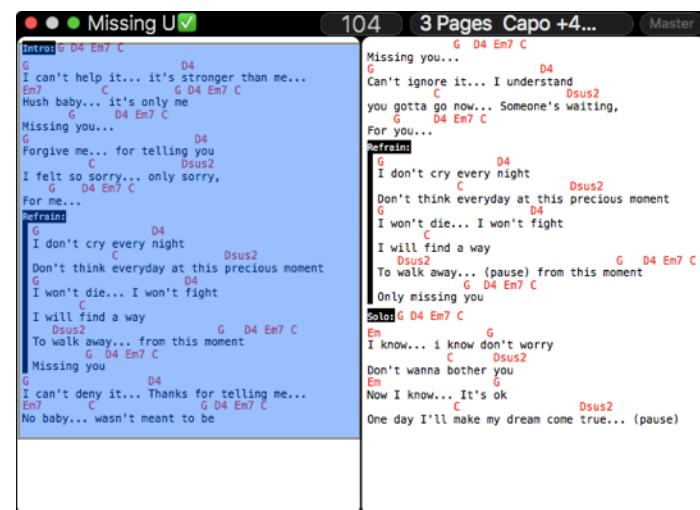 Missing U✅
104
3 Pages Capo +4...
Master
Intro: G D4 Em7 C
G D4
I can't help it... it's stronger than me...
Em7 C G D4 Em7 C
Hush baby... it's only me
G D4 Em7 C
Missing you...
G D4
Forgive me... for telling you
C Dsus2
I felt so sorry... only sorry,
G D4 Em7 C
For me...
Refrain:
G D4
I don't cry every night
C Dsus2
Don't think everyday at this precious moment
G D4
I won't die... I won't fight
C
I will find a way
Dsus2 G D4 Em7 C
To walk away... from this moment
G D4 Em7 C
Missing you
G D4
I can't deny it... Thanks for telling me...
Em7 C G D4 Em7 C
No baby... wasn't meant to be
G D4 Em7 C
Missing you...
G D4
Can't ignore it... I understand
C Dsus2
you gotta go now... Someone's waiting,
G D4 Em7 C
For you...
Refrain:
G D4
I don't cry every night
C Dsus2
Don't think everyday at this precious moment
G D4
I won't die... I won't fight
C
I will find a way
Dsus2 G D4 Em7 C
To walk away... (pause) from this moment
G D4 Em7 C
Only missing you
Solo: G D4 Em7 C
Em G
I know... i know don't worry
C Dsus2
Don't wanna bother you
Em G
Now I know... It's ok
C Dsus2
One day I'll make my dream come true... (pause)